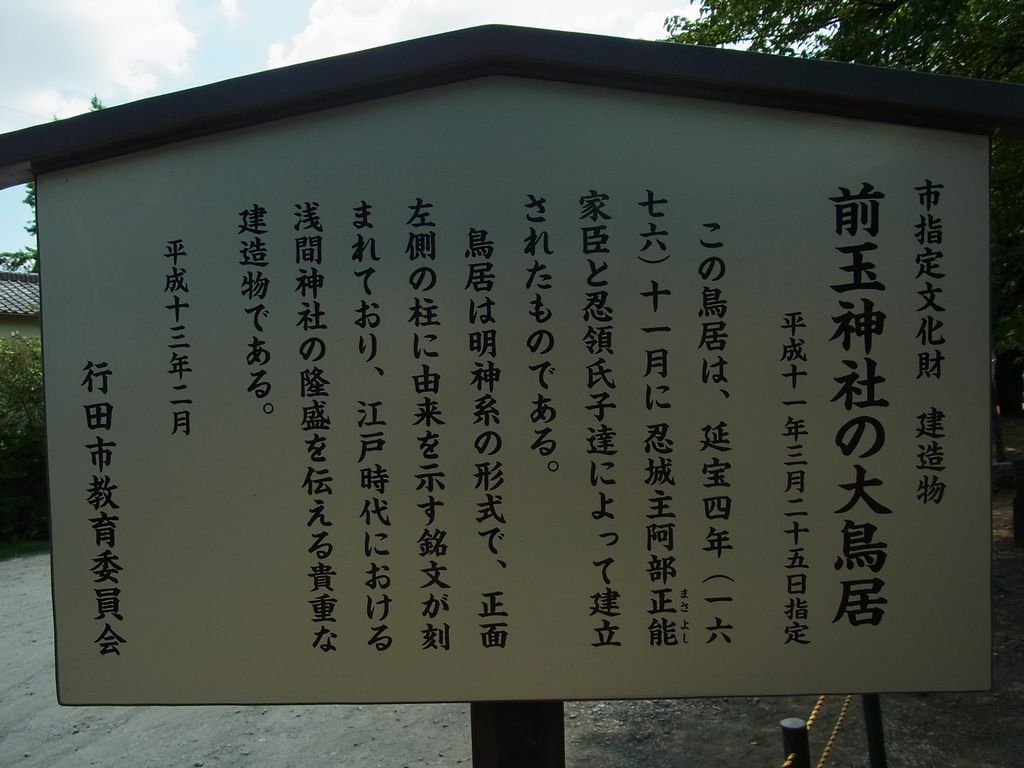 市指定文化財　建造物
前玉神社の大鳥居
平成十一年三月二十五日指定
この鳥居は、延宝四年（一六
七六）十一月に忍城主阿部正能
まさよし
家臣と忍領氏子達によって建立
されたものである。
鳥居は明神系の形式で、正面
左側の柱に由来を示す銘文が刻
まれており、江戸時代における
浅間神社の隆盛を伝える貴重な
建造物である。
平成十三年二月
行田市教育委員会